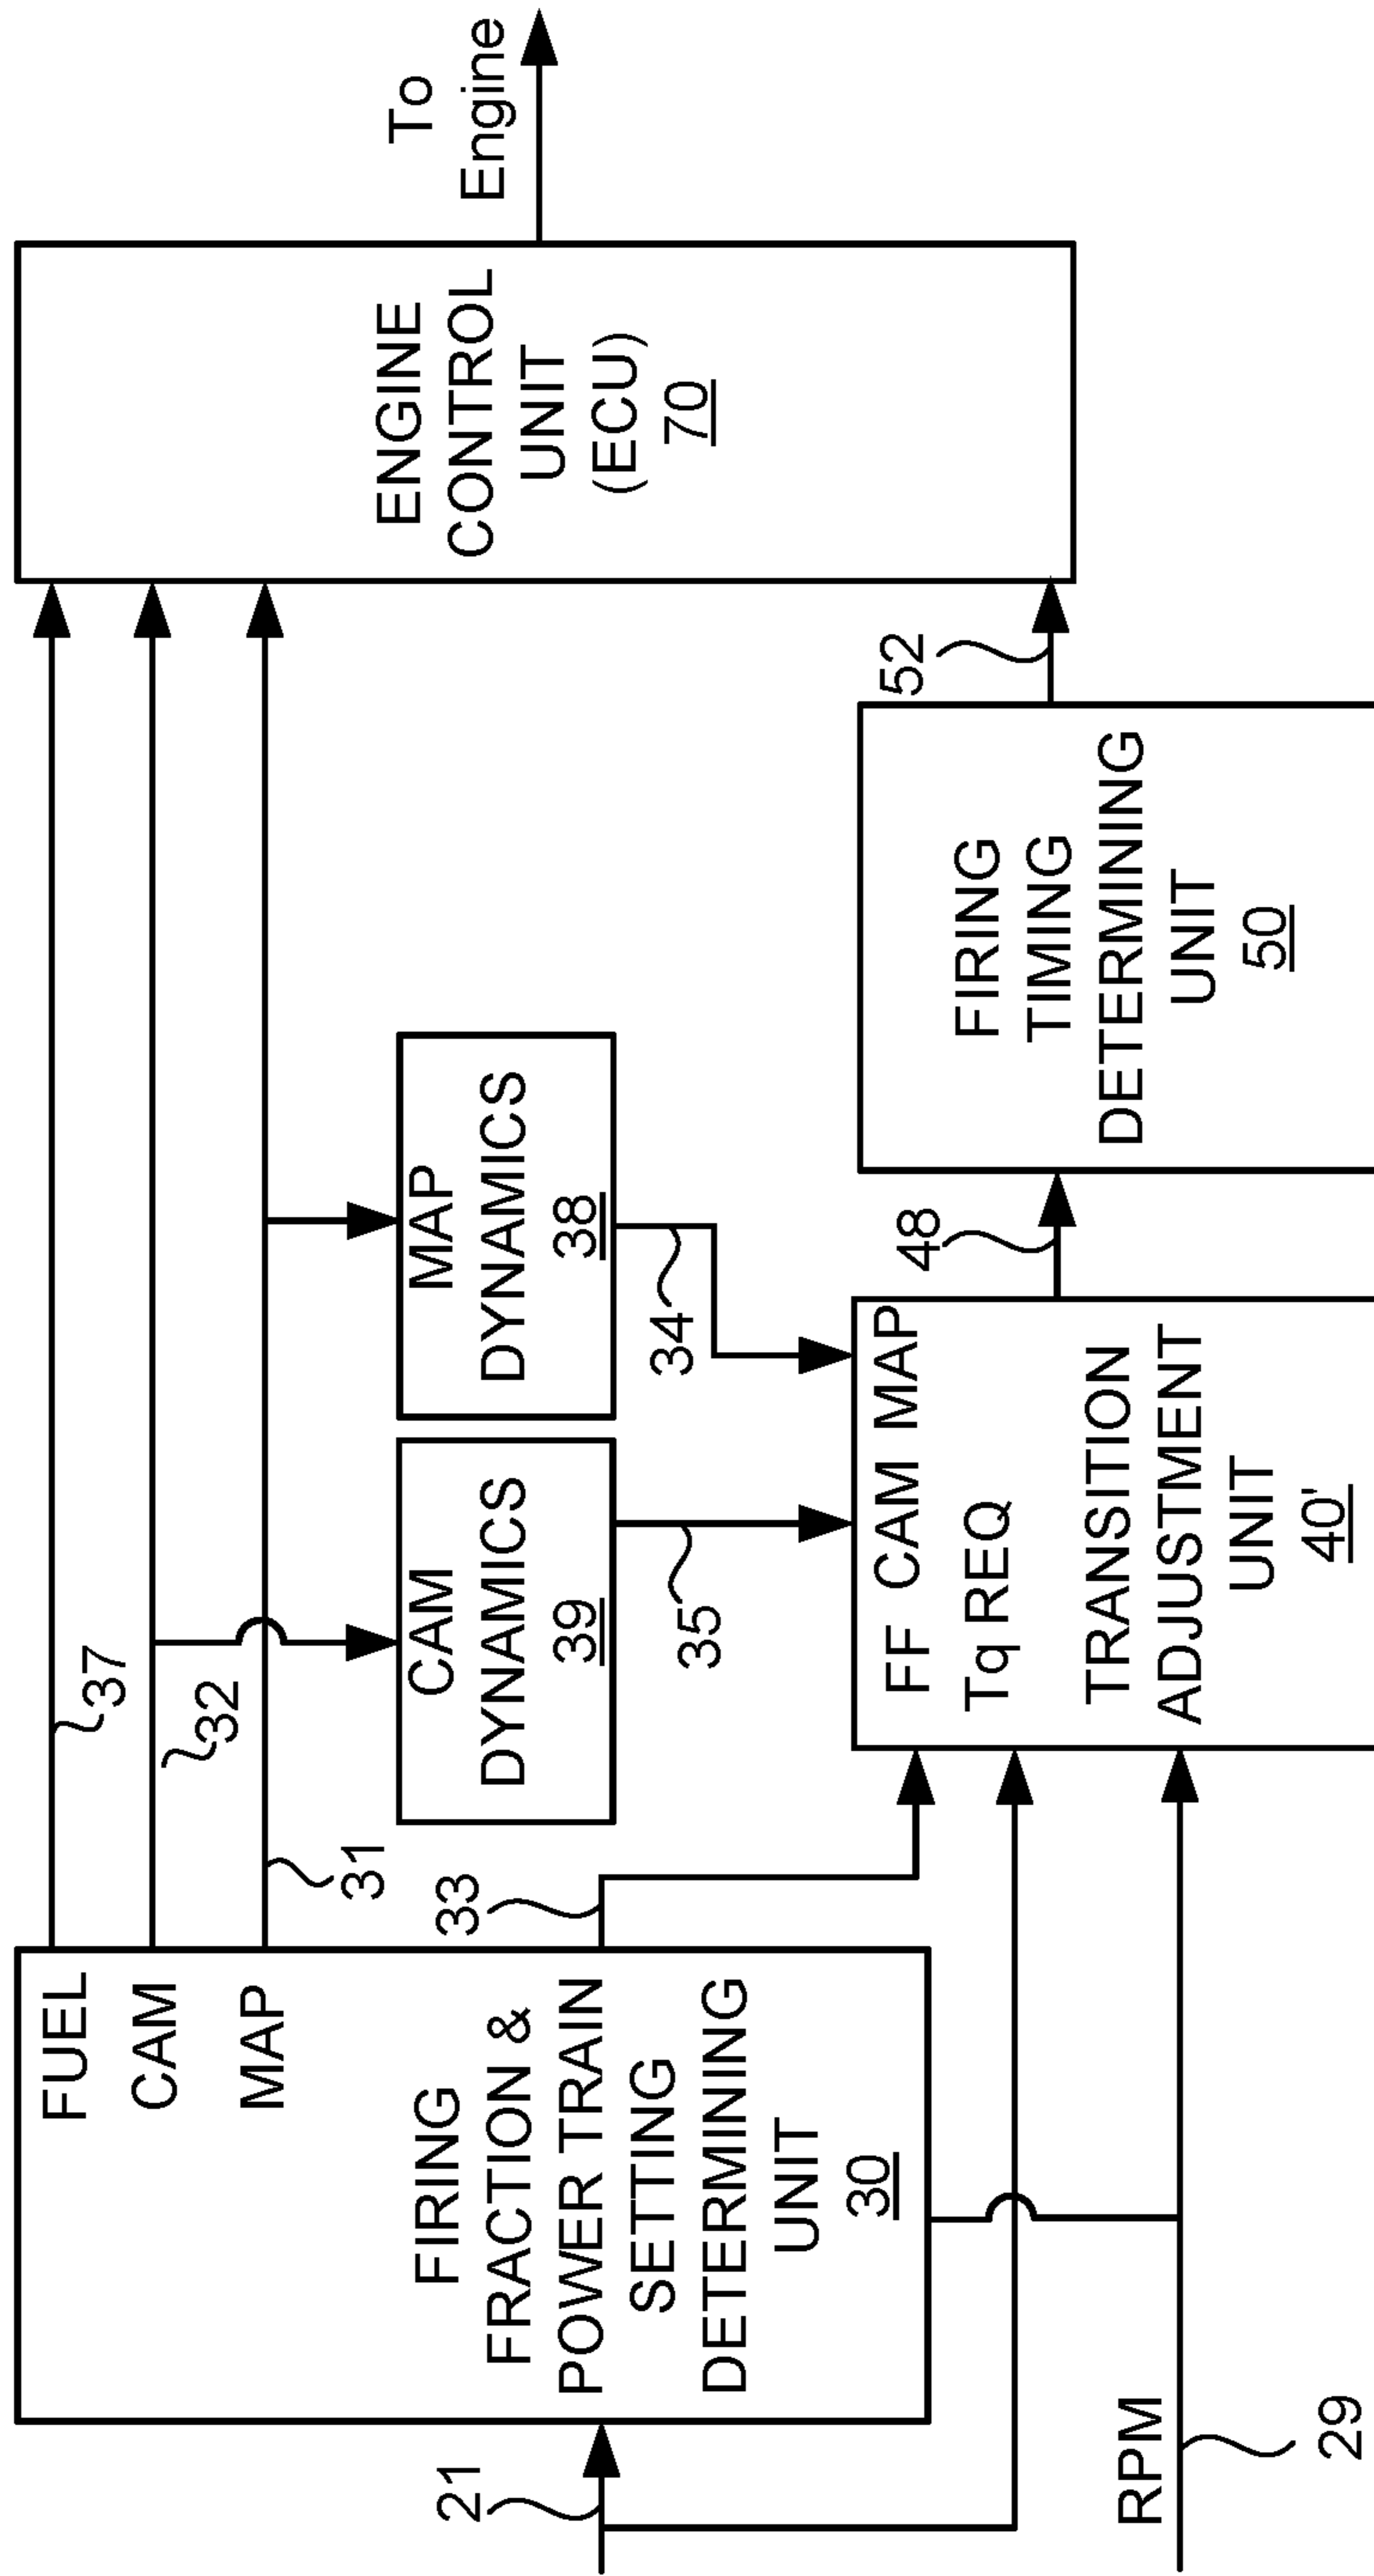 FUEL
37
CAM
32
MAP
31
FIRING
FRACTION &
POWER TRAIN
SETTING
DETERMINING
UNIT
30
21
33
CAM
DYNAMICS
39
35
MAP
DYNAMICS
38
34
FF CAM MAP
Tq REQ
TRANSITION
ADJUSTMENT
UNIT
40'
48
FIRING
TIMING
DETERMINING
UNIT
50
52
ENGINE
CONTROL
UNIT
(ECU)
70
To
Engine
RPM
29